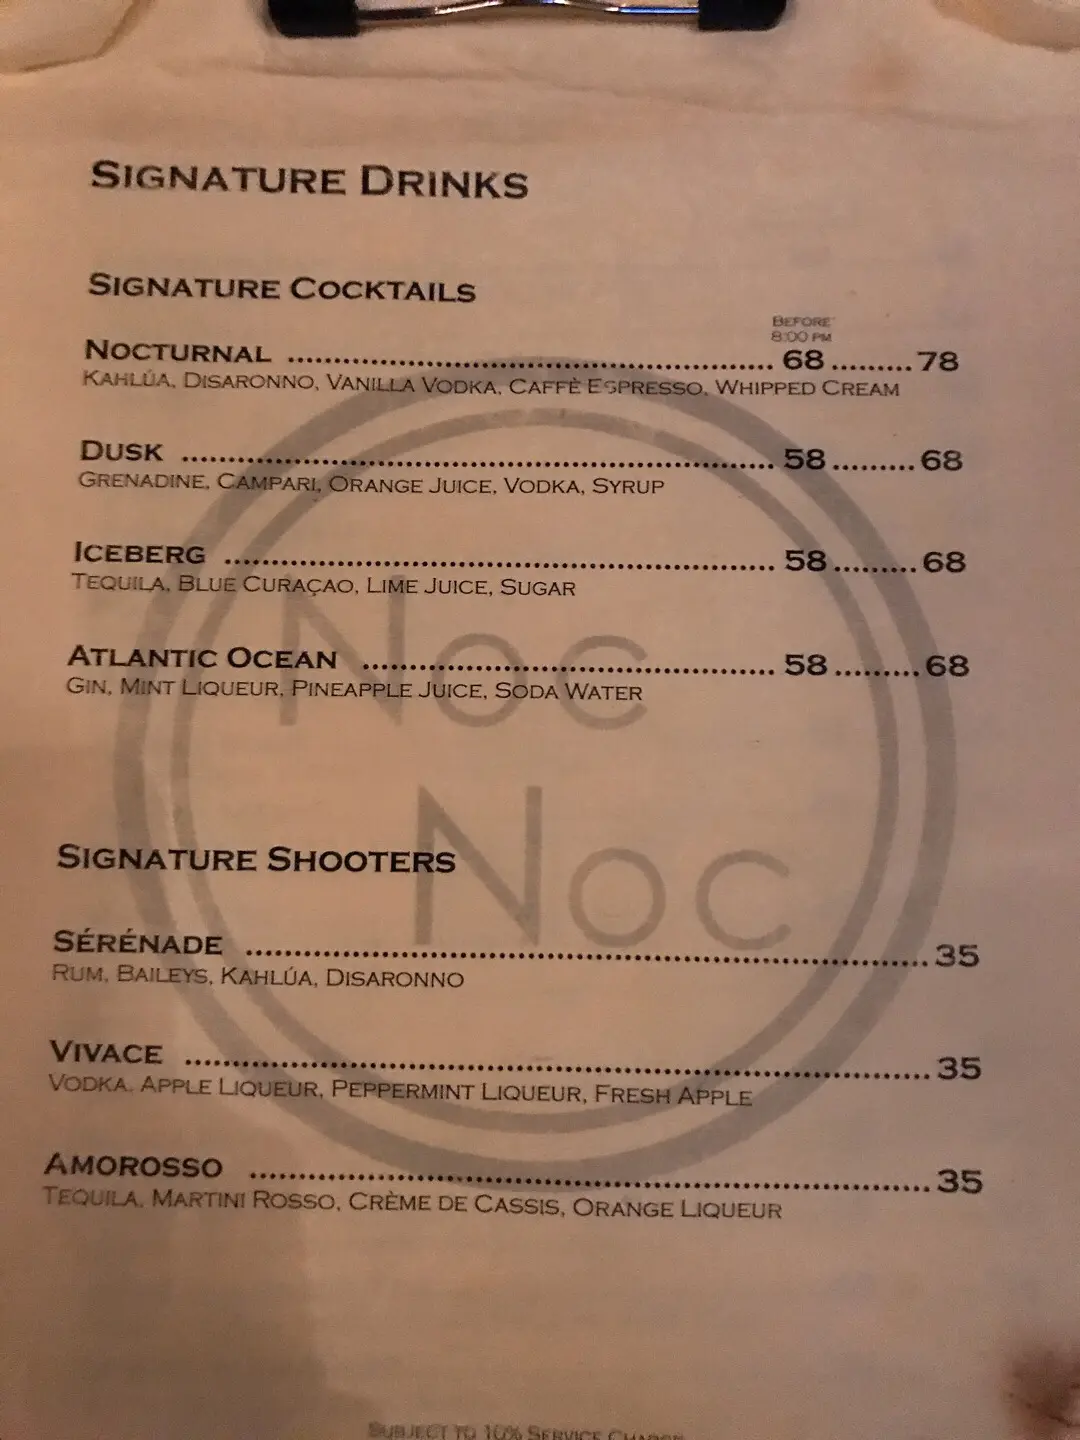 SIGNATURE DRINKS
SIGNATURE COCKTAILS
BEFORE
8:00 PM
NOCTURNAL ........ 68 ........ 78
KAHLÚA, DISARONNO, VANILLA VODKA, CAFFÈ ESPRESSO, WHIPPED CREAM
DUSK ........ 58 ........ 68
GRENADINE, CAMPARI, ORANGE JUICE, VODKA, SYRUP
ICEBERG ........ 58 ........ 68
TEQUILA, BLUE CURAÇAO, LIME JUICE, SUGAR
ATLANTIC OCEAN ........ 58 ........ 68
GIN, MINT LIQUEUR, PINEAPPLE JUICE, SODA WATER
NOC
NOC
SIGNATURE SHOOTERS
SÉRÉNADE ........ 35
RUM, BAILEYS, KAHLÚA, DISARONNO
VIVACE ........ 35
VODKA, APPLE LIQUEUR, PEPPERMINT LIQUEUR, FRESH APPLE
AMOROSSO ........ 35
TEQUILA, MARTINI ROSSO, CRÈME DE CASSIS, ORANGE LIQUEUR
SUBJECT TO 10% SERVICE CHARGE